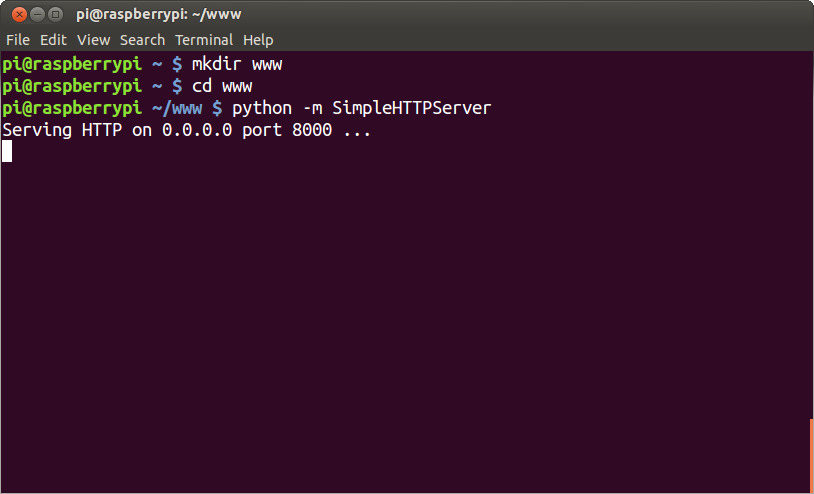 pi@raspberrypi: ~/www
File Edit View Search Terminal Help
pi@raspberrypi ~ $ mkdir www
pi@raspberrypi ~ $ cd www
pi@raspberrypi ~/www $ python -m SimpleHTTPServer
Serving HTTP on 0.0.0.0 port 8000 ...